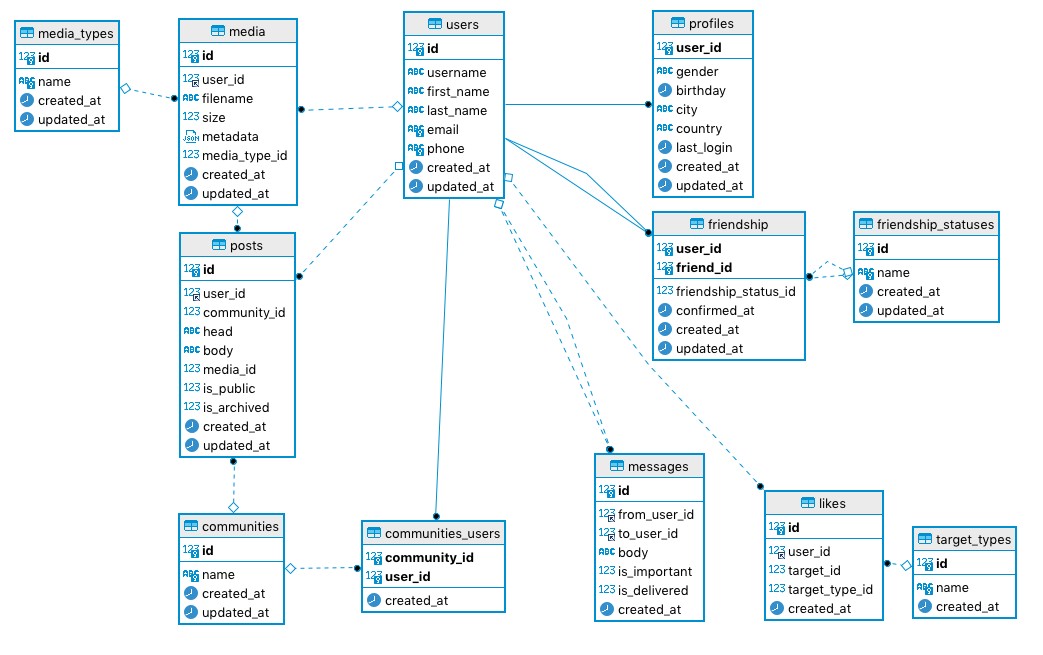 media_types
id
name
created_at
updated_at
media
id
user_id
filename
size
metadata
media_type_id
created_at
updated_at
users
id
username
first_name
last_name
email
phone
created_at
updated_at
profiles
user_id
gender
birthday
city
country
last_login
created_at
updated_at
friendship
user_id
friend_id
friendship_status_id
confirmed_at
created_at
updated_at
friendship_statuses
id
name
created_at
updated_at
posts
id
user_id
community_id
head
body
media_id
is_public
is_archived
created_at
updated_at
communities
id
name
created_at
updated_at
communities_users
community_id
user_id
created_at
messages
id
from_user_id
to_user_id
body
is_important
is_delivered
created_at
likes
id
user_id
target_id
target_type_id
created_at
target_types
id
name
created_at